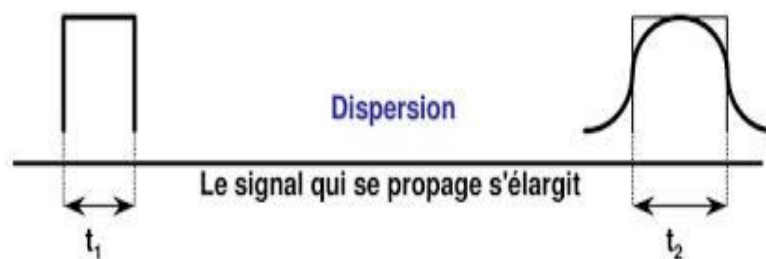 Dispersion
Le signal qui se propage s'élargit
t₁
t₂